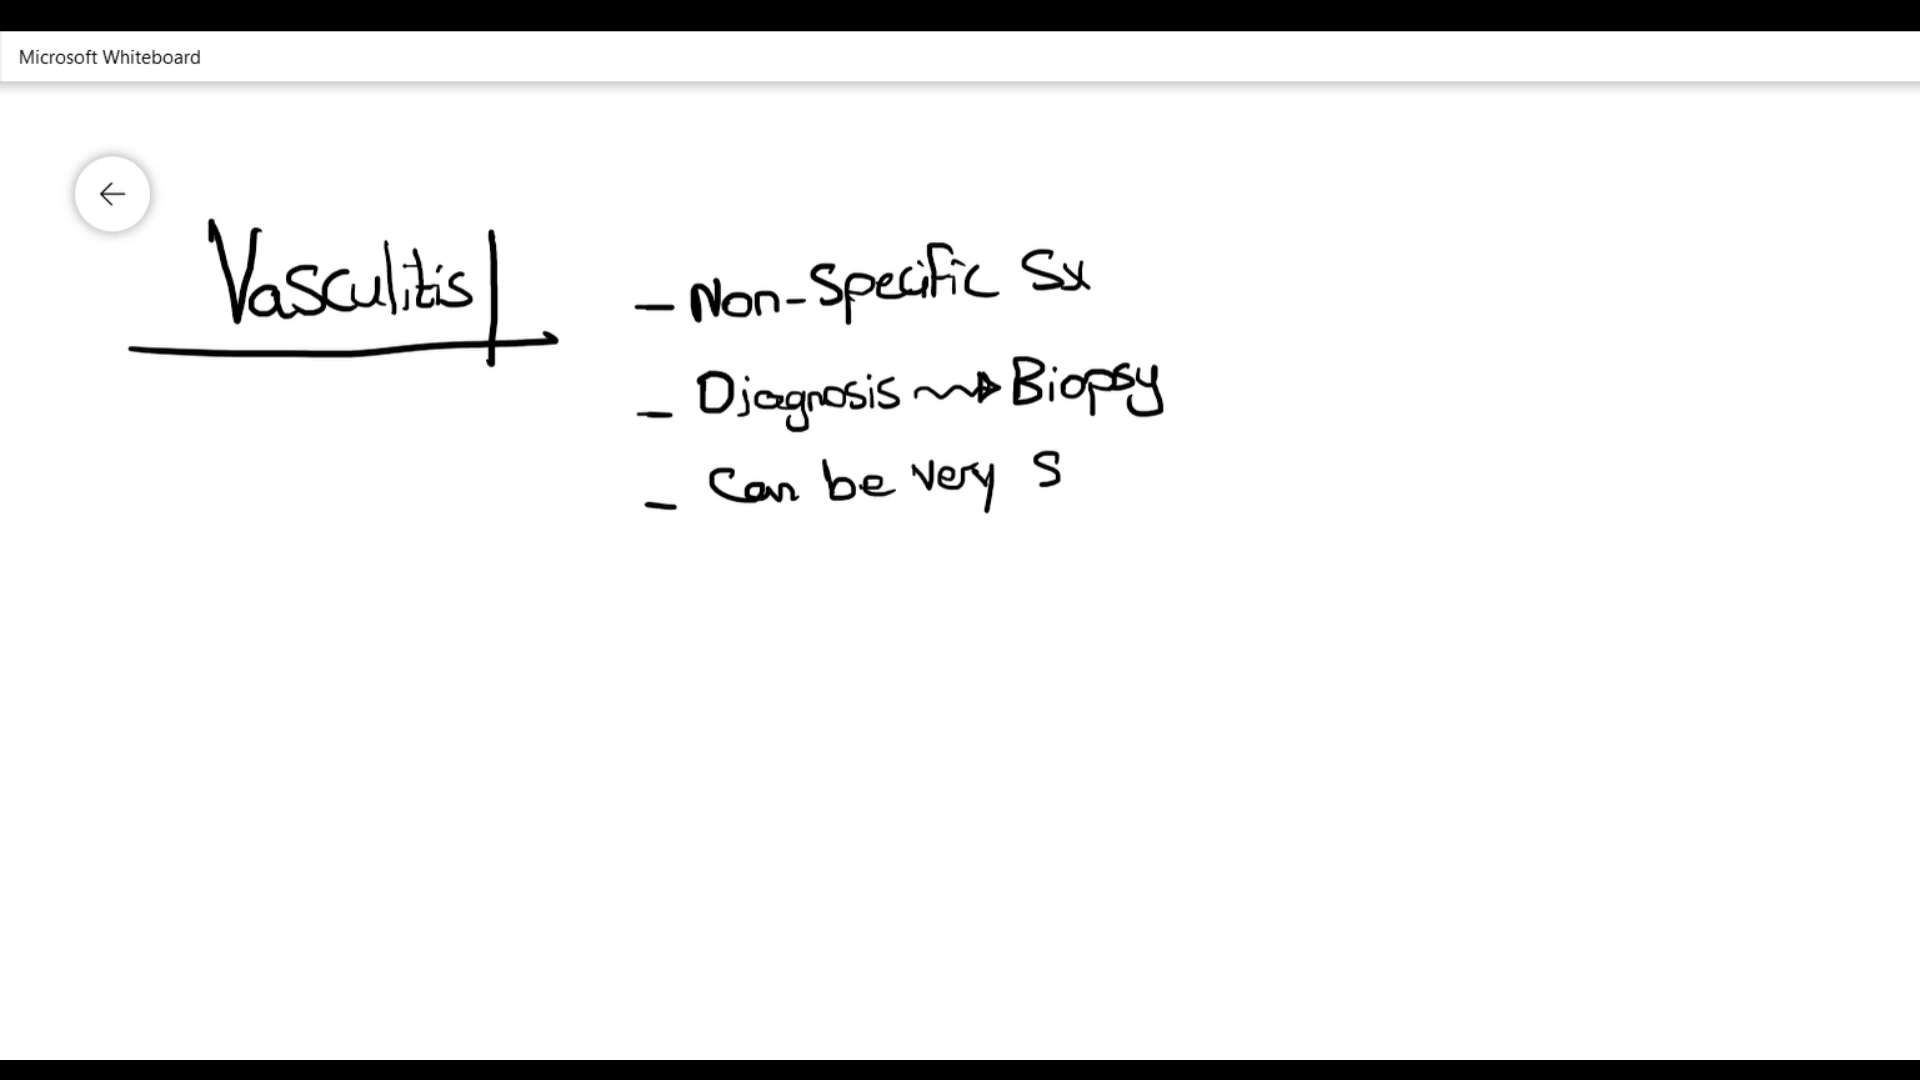 Microsoft Whiteboard
Vasculitis
- Non-Specific Sx
- Diagnosis → Biopsy
- Can be very S